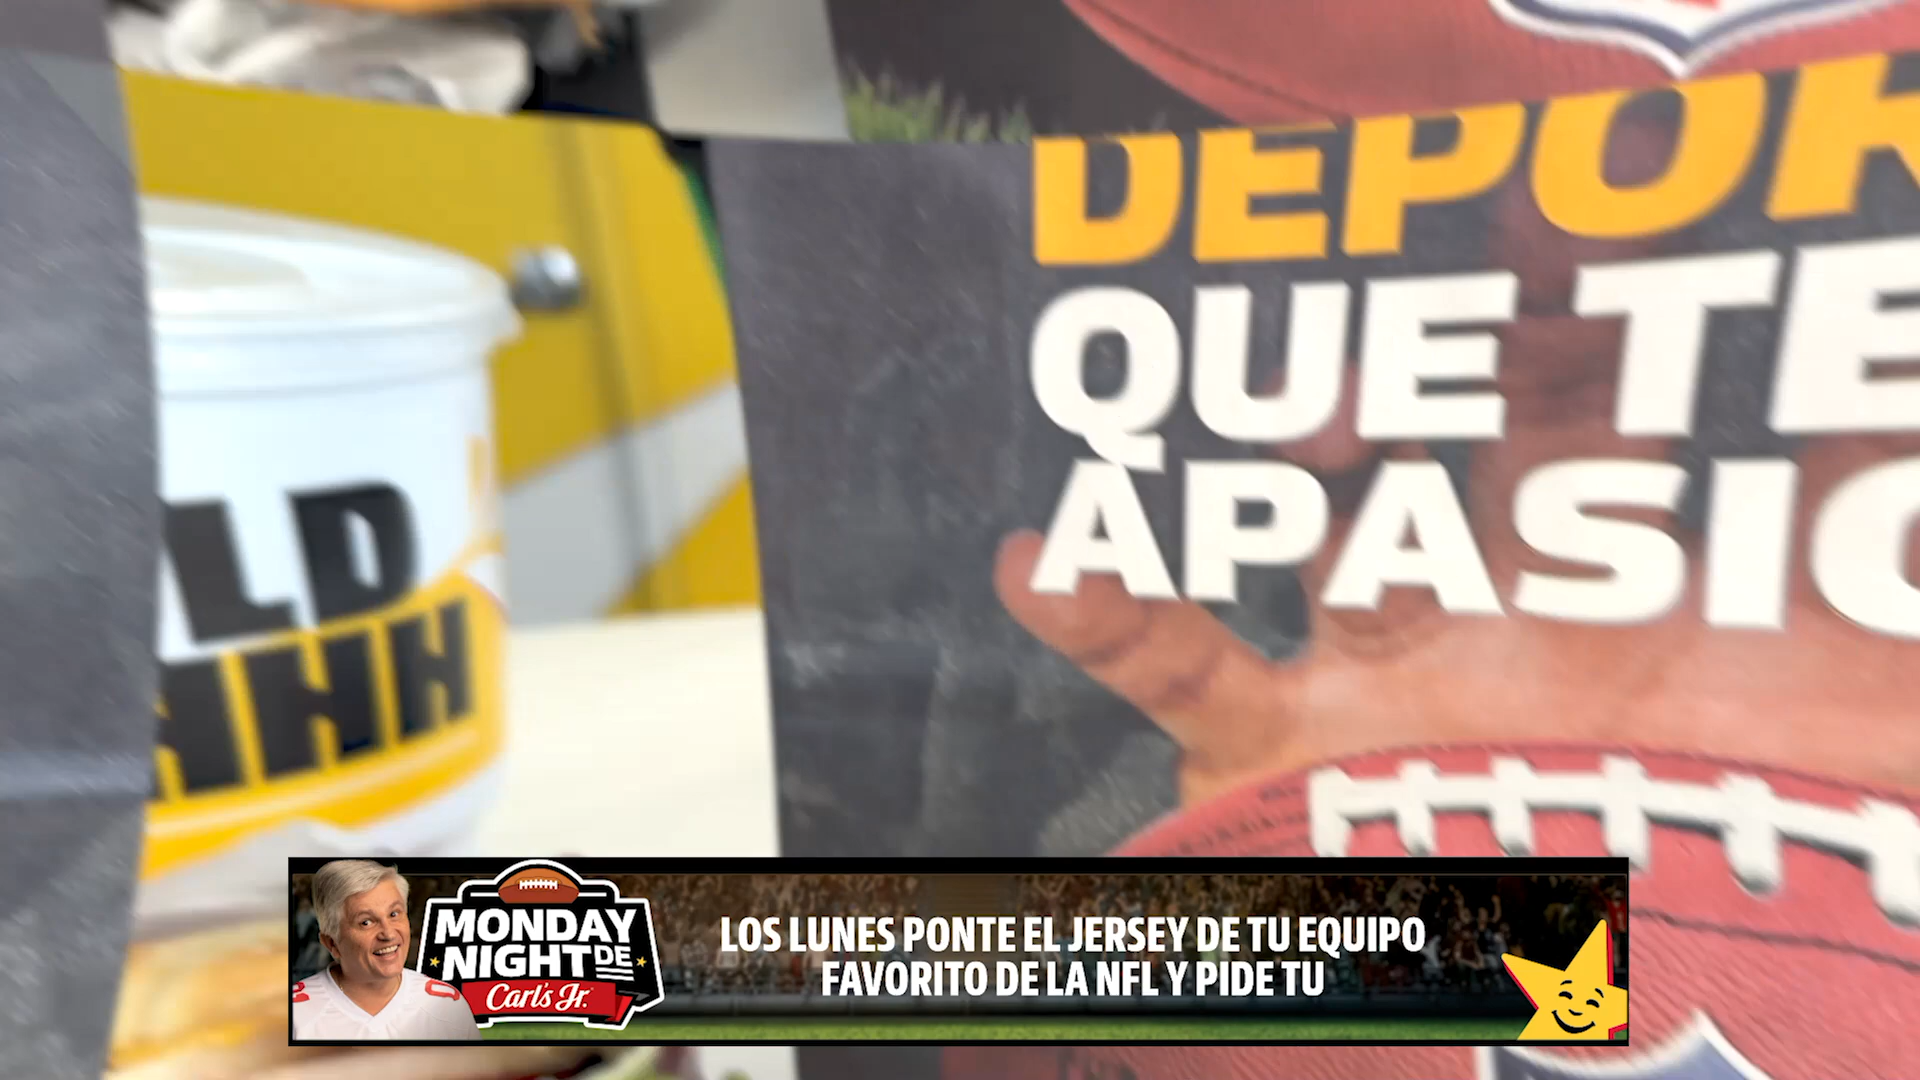 DEPOR
QUE TE
APASIO
LD
MONDAY
NIGHT DE
Carl's Jr.
LOS LUNES PONTE EL JERSEY DE TU EQUIPO
FAVORITO DE LA NFL Y PIDE TU